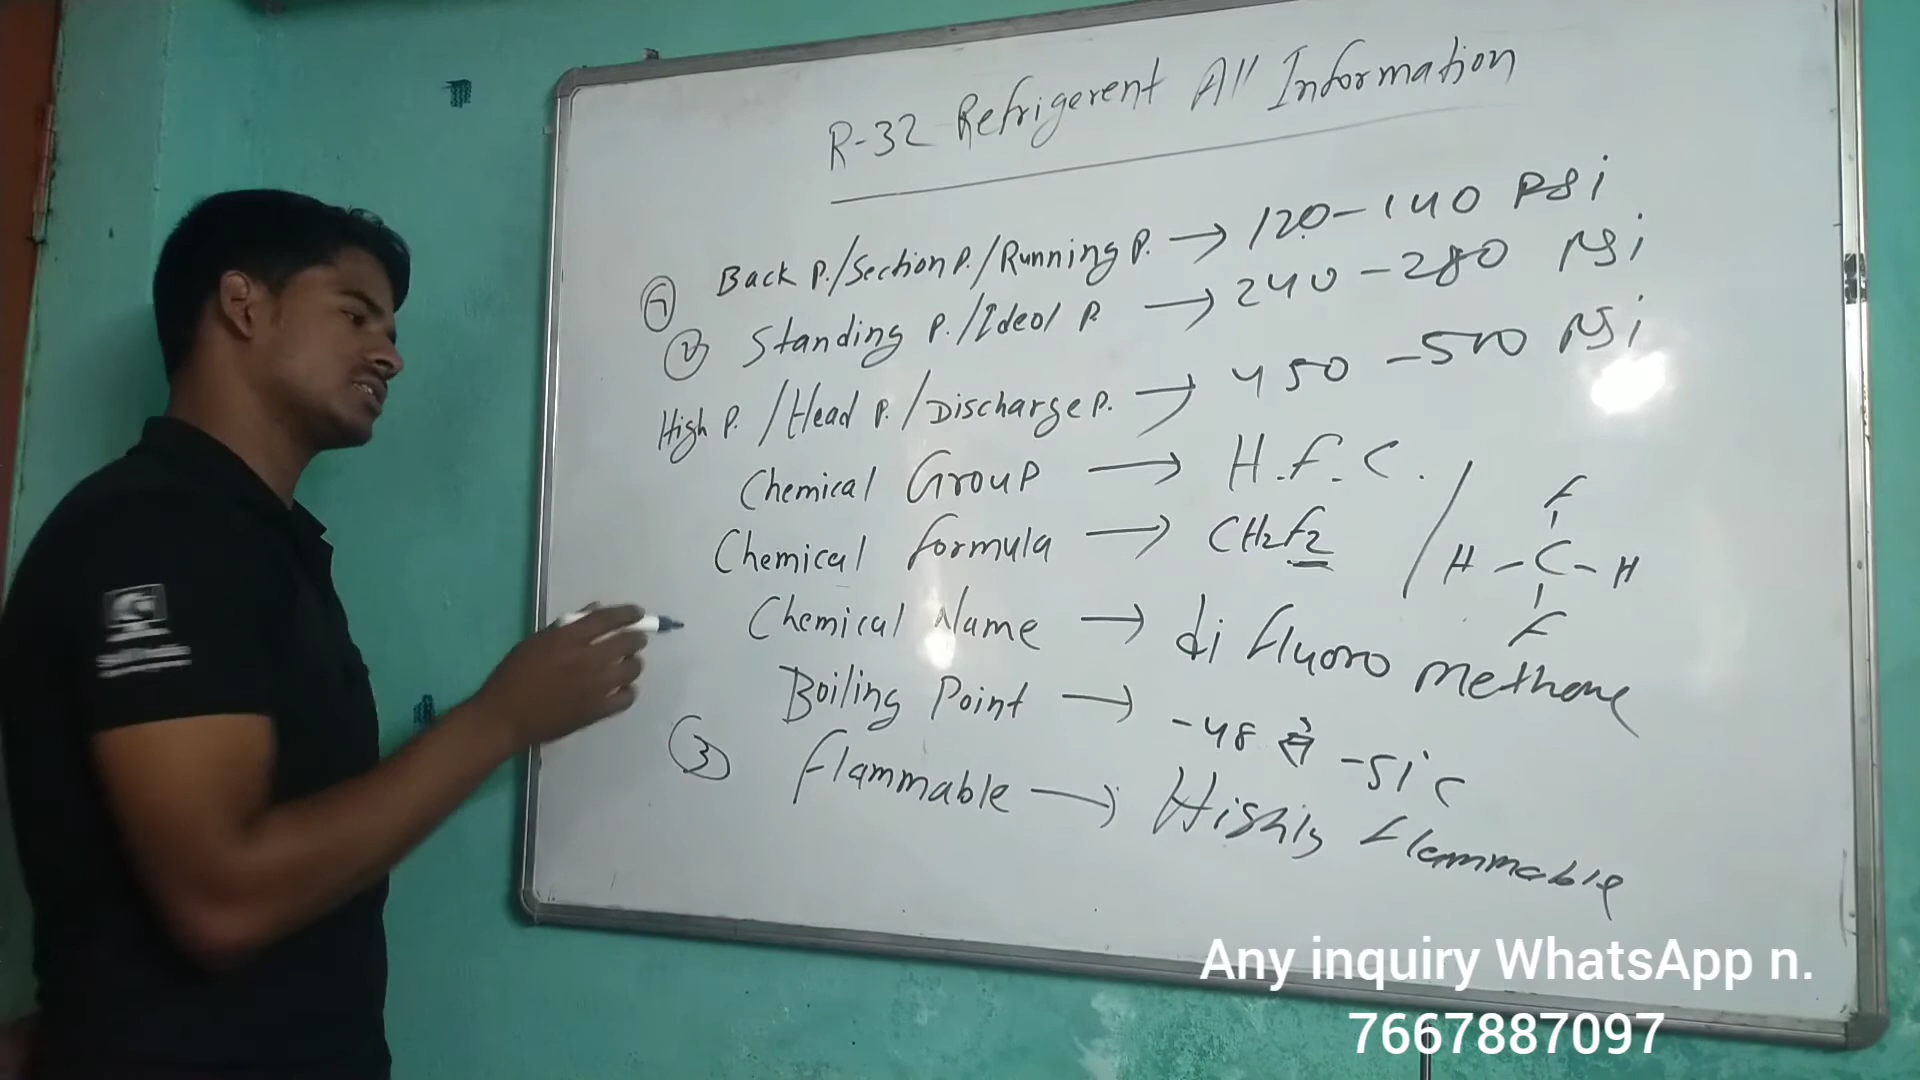 R-32 Refrigerent All Information
① Back P./Section P./Running P. → 120-140 PSi
② Standing P./Ideol P. → 240-280 PSi
High P./Head P./Discharge P. → 450-500 PSi
Chemical Group → H.F.C.
Chemical formula → CH2F2 /
F
H-C-H
F
Chemical Name → di fluoro methane
Boiling Point → -48 से -51°C
③ Flammable → Highly flammable
Any inquiry WhatsApp n.
7667887097